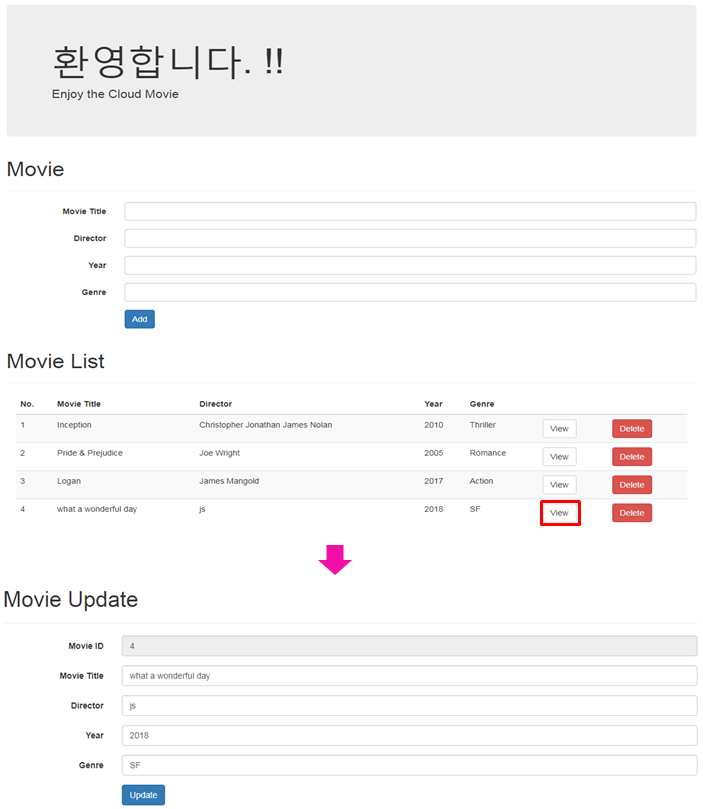 환영합니다. !!
Enjoy the Cloud Movie
Movie
Movie Title
Director
Year
Genre
Add
Movie List
No. Movie Title Director Year Genre
1 Inception Christopher Jonathan James Nolan 2010 Thriller View Delete
2 Pride & Prejudice Joe Wright 2005 Romance View Delete
3 Logan James Mangold 2017 Action View Delete
4 what a wonderful day js 2018 SF View Delete
Movie Update
Movie ID 4
Movie Title what a wonderful day
Director js
Year 2018
Genre SF
Update